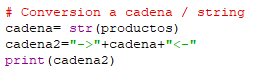 # Conversion a cadena / string
cadena= str(productos)
cadena2="->"+cadena+"<-"
print(cadena2)